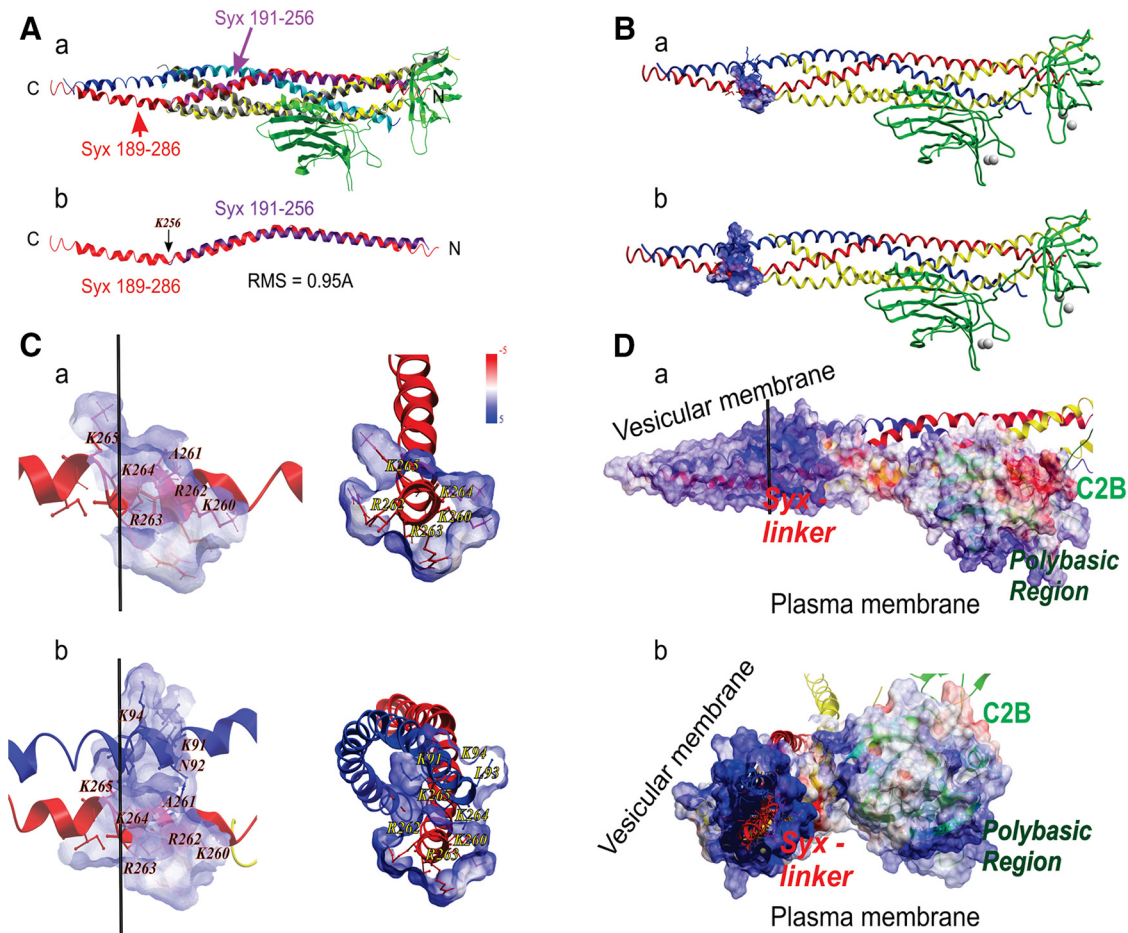 A
a
Syx 191-256
C
N
Syx 189-286
b
K256
Syx 191-256
C
N
Syx 189-286
RMS = 0.95A
B
a
b
C
a
K265
A261
K264
R262
K260
R263
-5
5
K265
K264
R262
K260
R263
b
K94
K91
N92
K265
A261
K264
R262
K260
R263
K94
K91
L93
K265
K264
R262
K260
R263
D
a
Vesicular membrane
Syx -
linker
C2B
Polybasic
Region
Plasma membrane
b
Vesicular membrane
C2B
Syx -
linker
Polybasic
Region
Plasma membrane